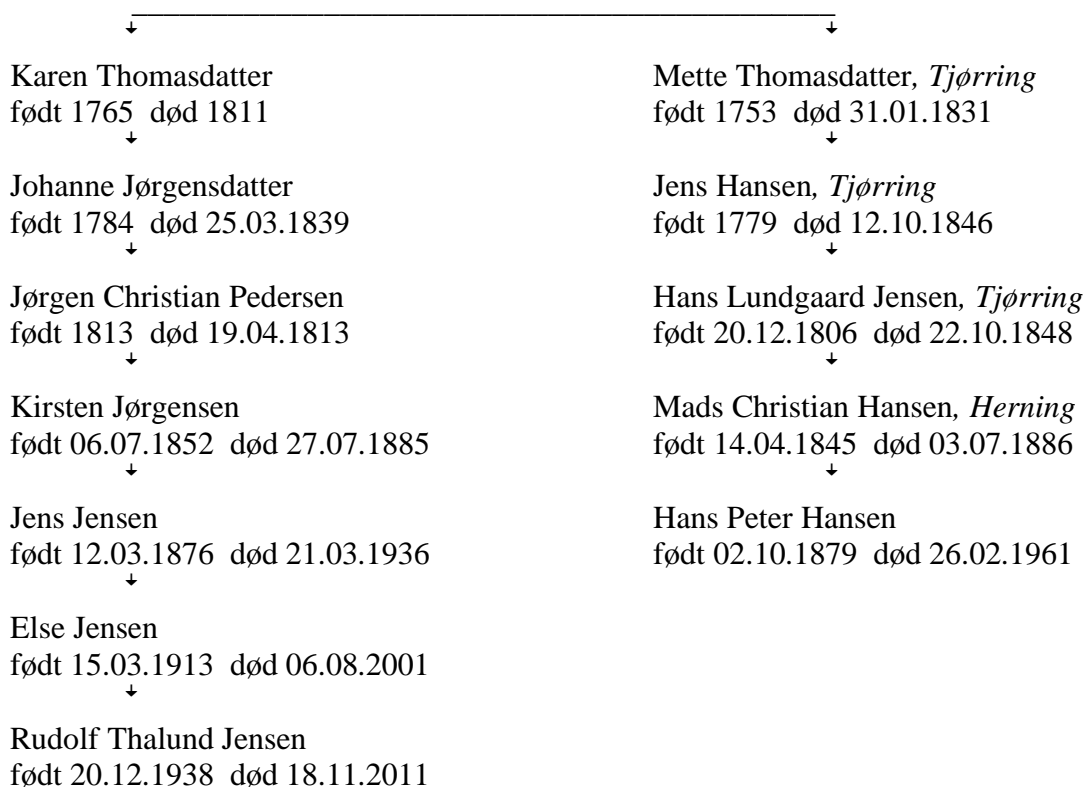 Karen Thomasdatter
født 1765 død 1811
Johanne Jørgensdatter
født 1784 død 25.03.1839
Jørgen Christian Pedersen
født 1813 død 19.04.1813
Kirsten Jørgensen
født 06.07.1852 død 27.07.1885
Jens Jensen
født 12.03.1876 død 21.03.1936
Else Jensen
født 15.03.1913 død 06.08.2001
Rudolf Thalund Jensen
født 20.12.1938 død 18.11.2011
Mette Thomasdatter, Tjørring
født 1753 død 31.01.1831
Jens Hansen, Tjørring
født 1779 død 12.10.1846
Hans Lundgaard Jensen, Tjørring
født 20.12.1806 død 22.10.1848
Mads Christian Hansen, Herning
født 14.04.1845 død 03.07.1886
Hans Peter Hansen
født 02.10.1879 død 26.02.1961